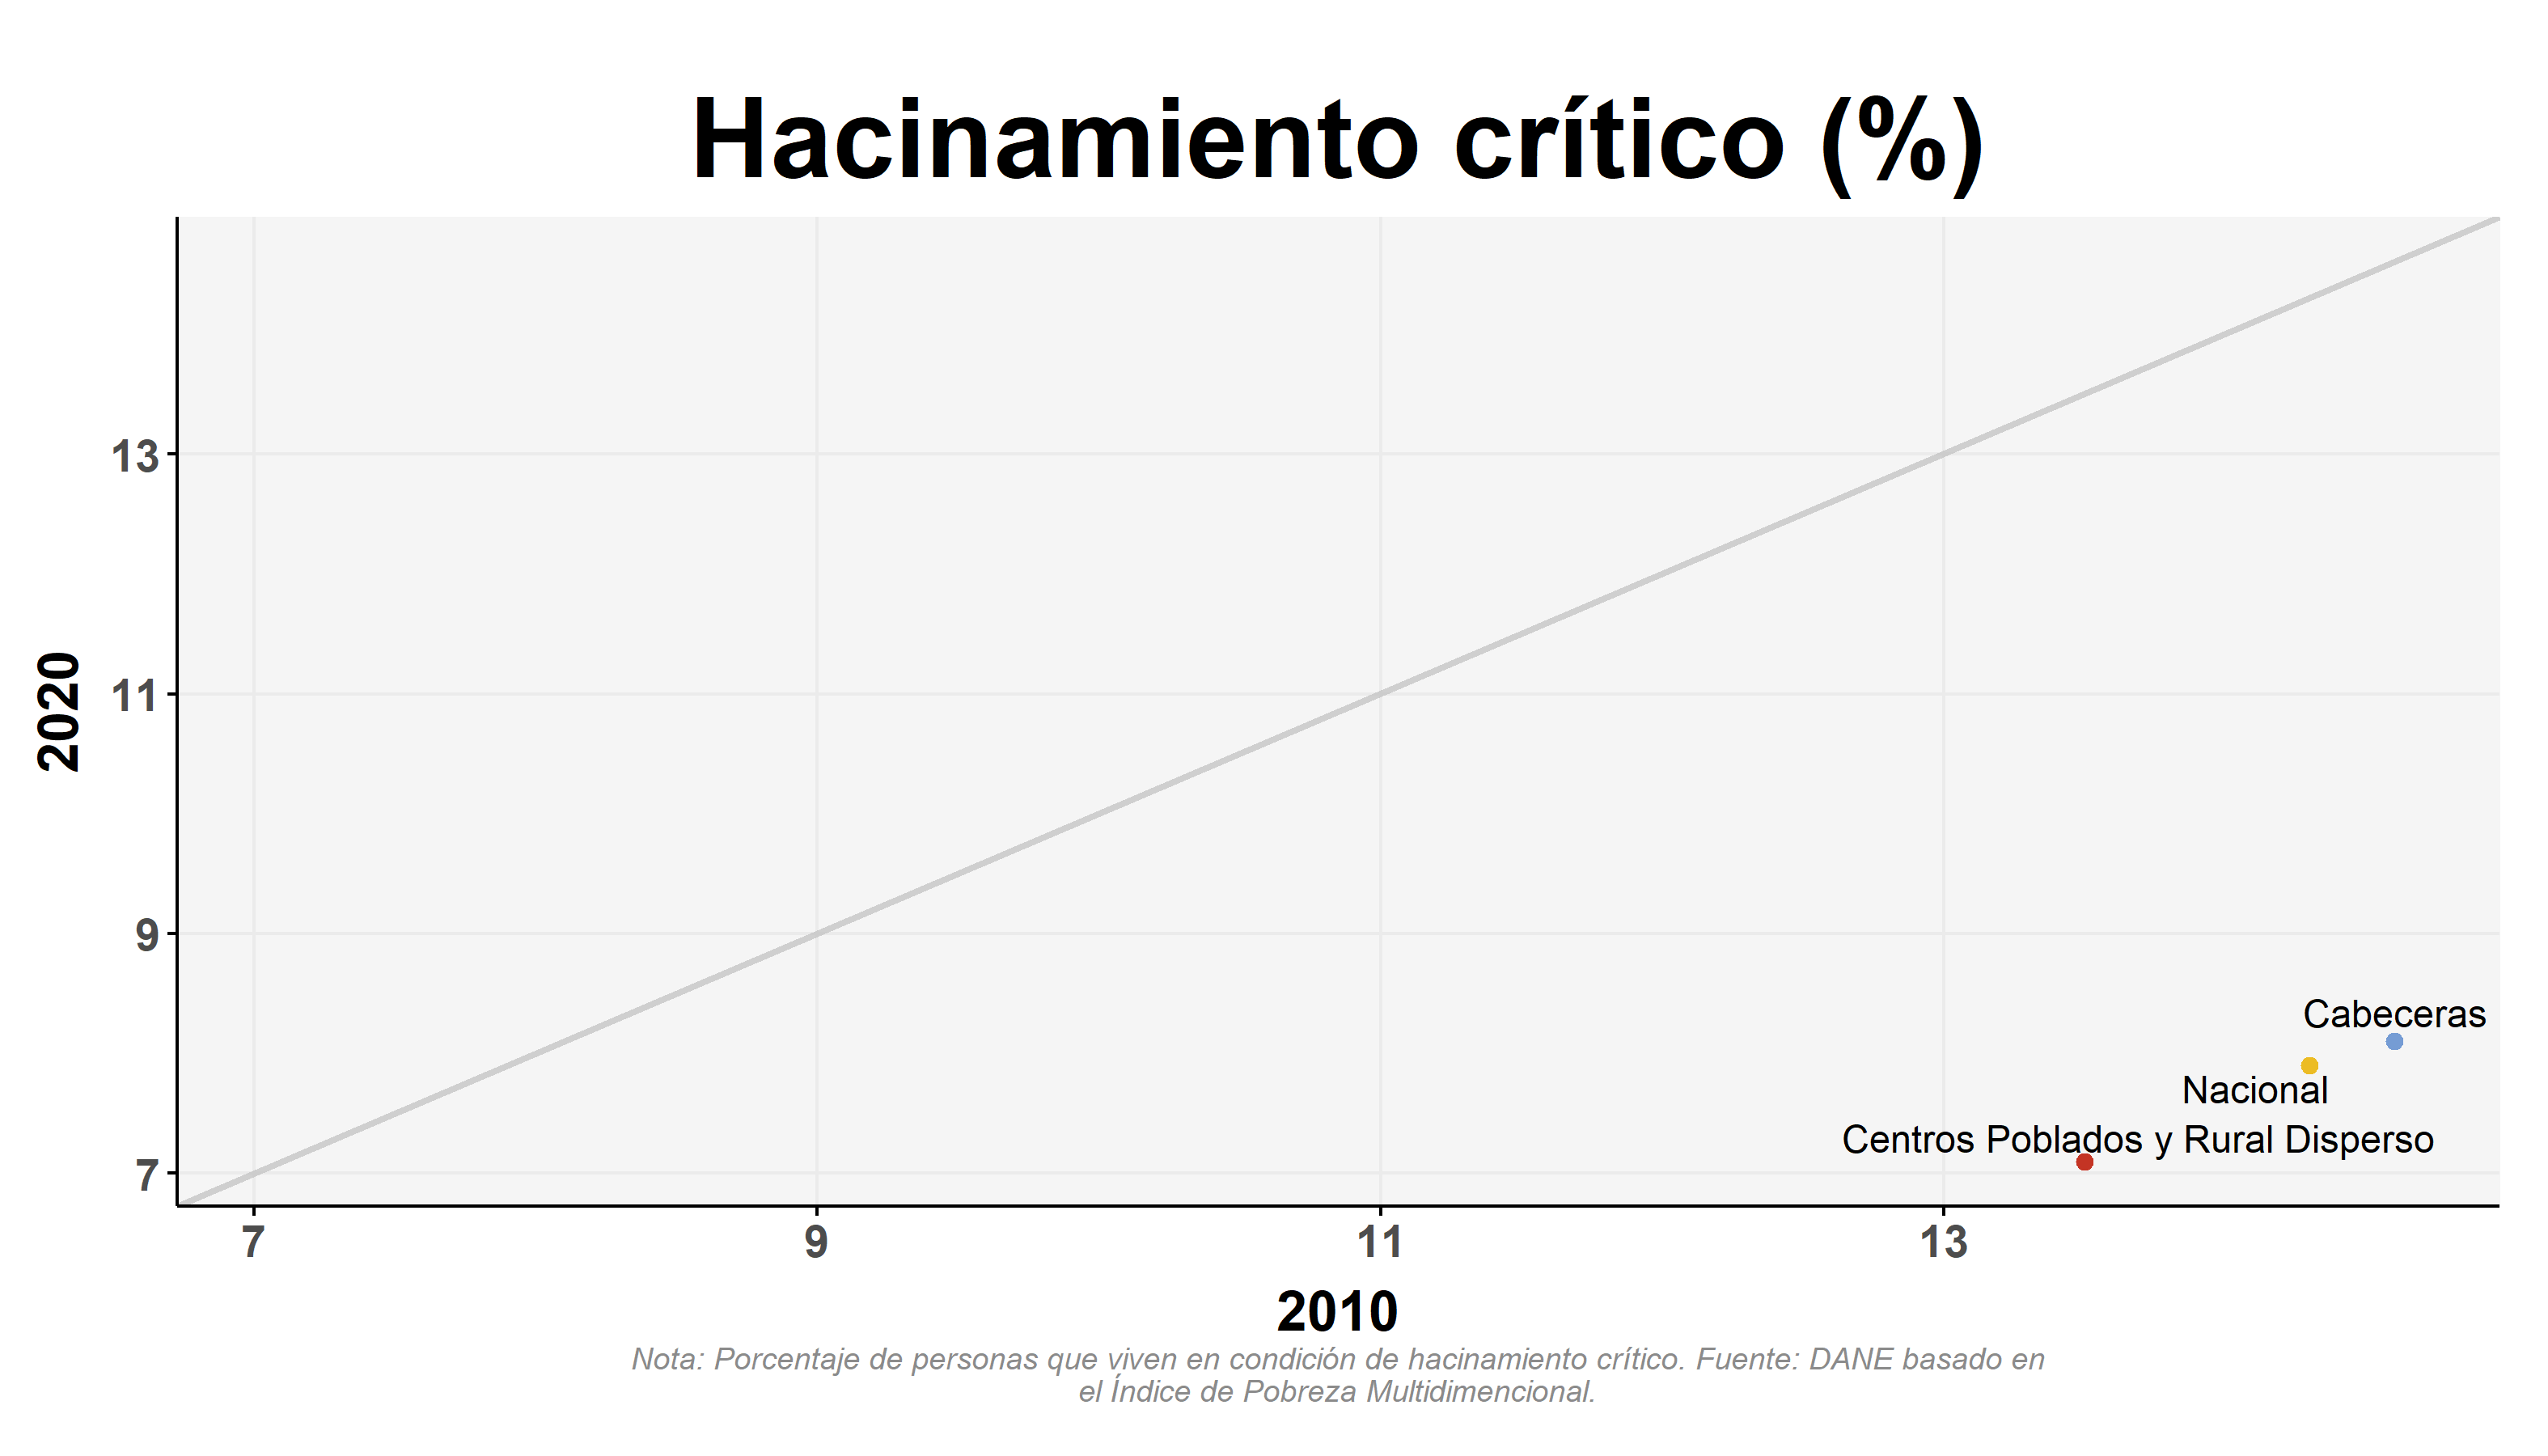 Hacinamiento crítico (%)
2020
13
11
9
7
Cabeceras
Nacional
Centros Poblados y Rural Disperso
7
9
11
13
2010
Nota: Porcentaje de personas que viven en condición de hacinamiento crítico. Fuente: DANE basado en
el Índice de Pobreza Multidimencional.